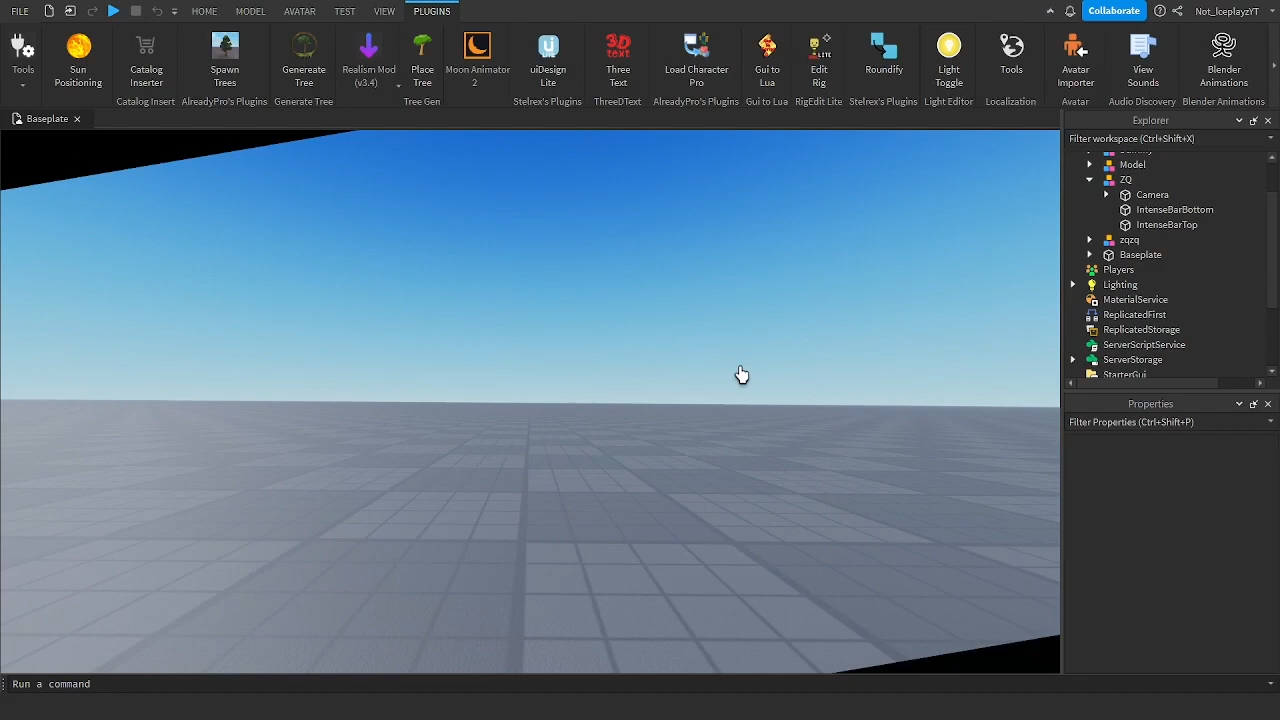 FILE HOME MODEL AVATAR TEST VIEW PLUGINS Collaborate Not_IceplayzYT
Tools
Sun
Positioning
Catalog
Inserter
Catalog Insert
Spawn
Trees
AlreadyPro's Plugins
Generate
Tree
Generate Tree
Realism Mod
(v3.4)
Place
Tree
Tree Gen
Moon Animator
2
uiDesign
Lite
Stelrex's Plugins
3D
text
Three
Text
ThreeDText
Load Character
Pro
AlreadyPro's Plugins
Gui to
Lua
Gui to Lua
LITE
Edit
Rig
RigEdit Lite
Roundify
Stelrex's Plugins
Light
Toggle
Light Editor
Tools
Localization
Avatar
Importer
Avatar
View
Sounds
Audio Discovery
Blender
Animations
Blender Animations
Baseplate
Explorer
Filter workspace (Ctrl+Shift+X)
Model
ZQ
Camera
IntenseBarBottom
IntenseBarTop
zqzq
Baseplate
Players
Lighting
MaterialService
ReplicatedFirst
ReplicatedStorage
ServerScriptService
ServerStorage
StarterGui
Properties
Filter Properties (Ctrl+Shift+P)
Run a command